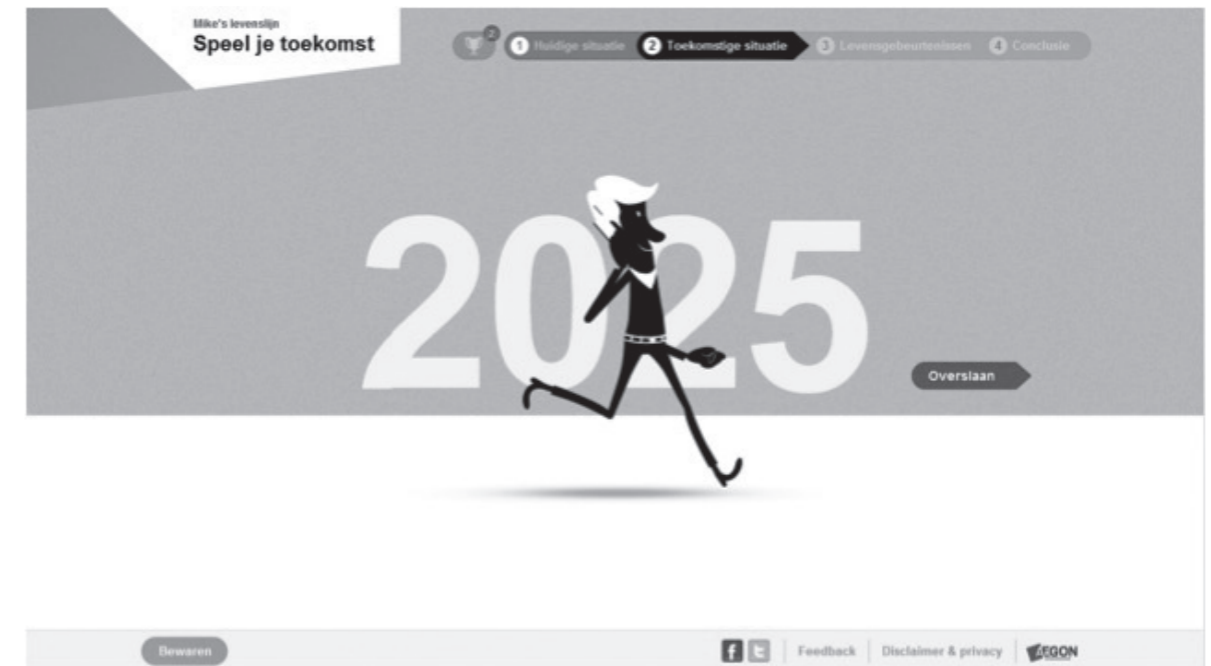 Mike's levenslijn
Speel je toekomst
2
1 Huidige situatie 2 Toekomstige situatie 3 Levensgebeurtenissen 4 Conclusie
2025
Overslaan
Bewaren
f t Feedback Disclaimer & privacy AEGON